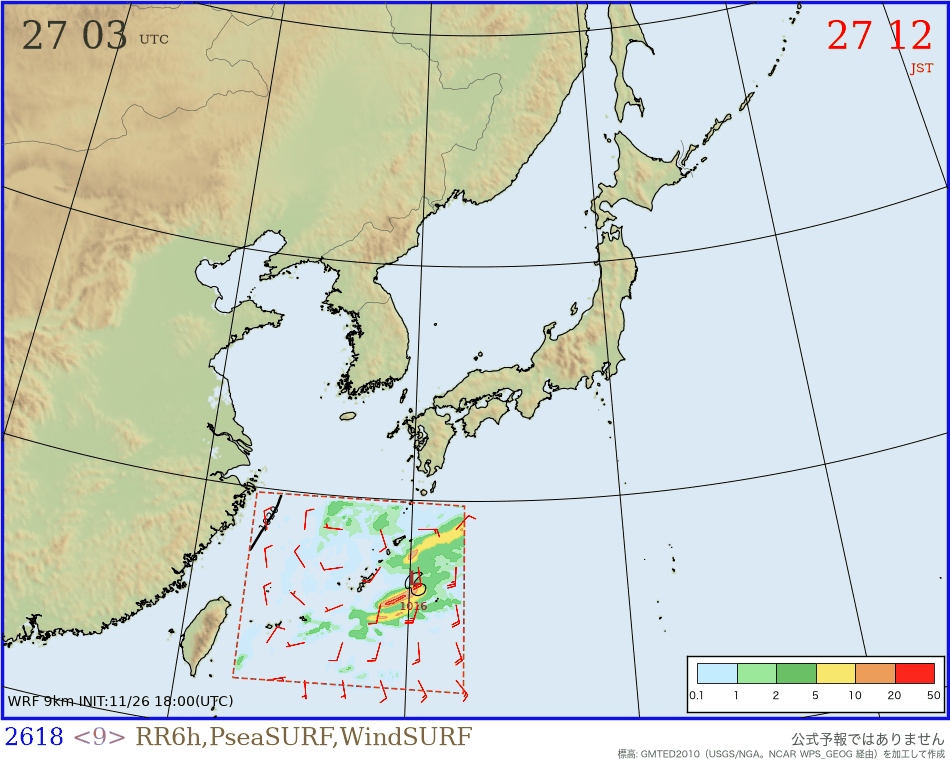 27 03 UTC
27 12
JST
L
1016
0.1 1 2 5 10 20 50
WRF 9km INIT:11/26 18:00(UTC)
2618 <9> RR6h,PseaSURF,WindSURF
公式予報ではありません
標高: GMTED2010（USGS/NGA。NCAR WPS_GEOG 経由）を加工して作成